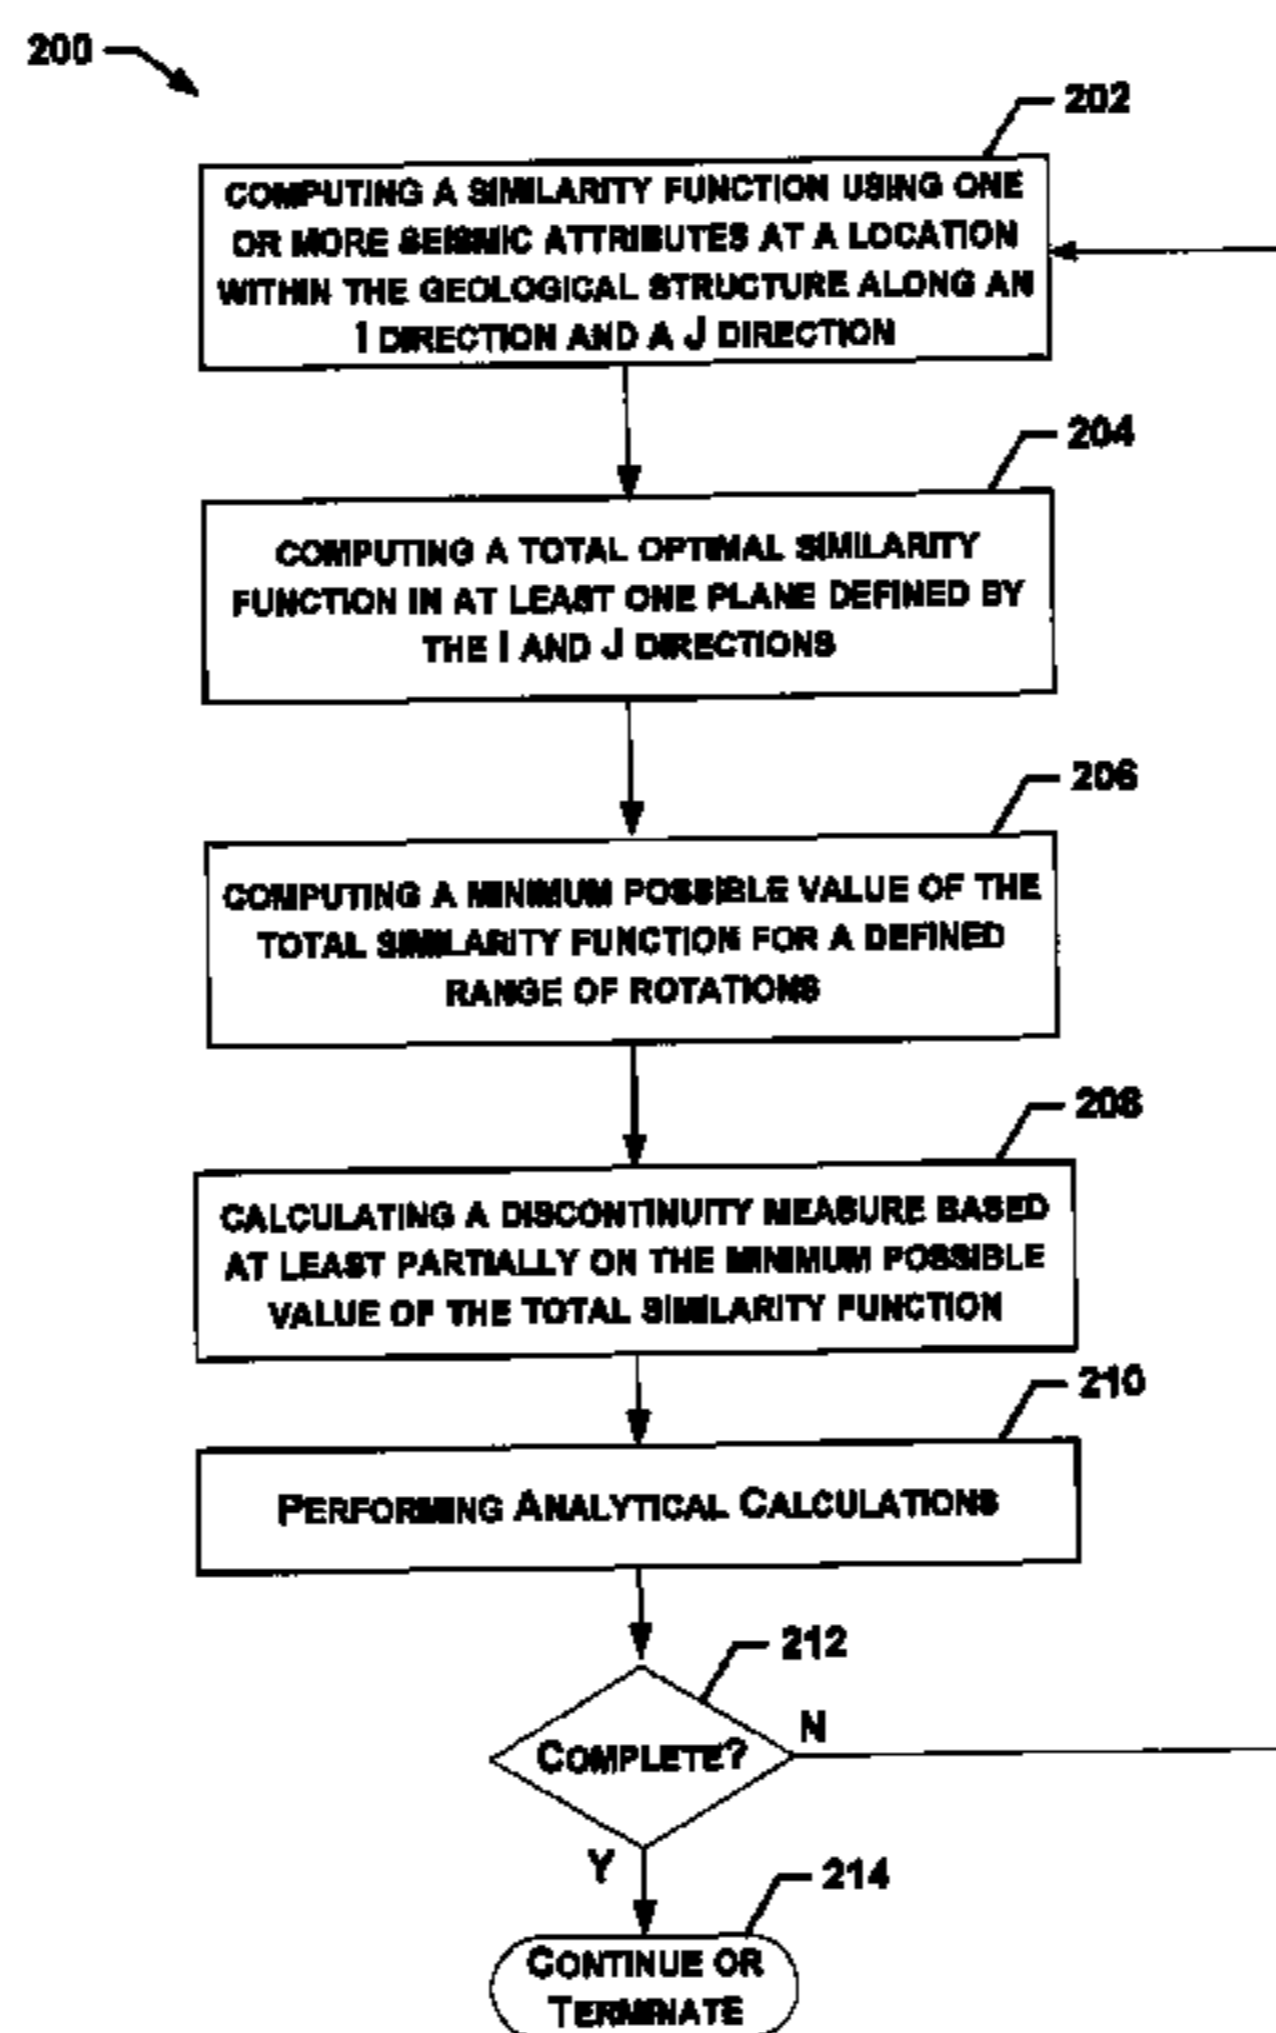 200
202
COMPUTING A SIMILARITY FUNCTION USING ONE
OR MORE SEISMIC ATTRIBUTES AT A LOCATION
WITHIN THE GEOLOGICAL STRUCTURE ALONG AN
I DIRECTION AND A J DIRECTION
204
COMPUTING A TOTAL OPTIMAL SIMILARITY
FUNCTION IN AT LEAST ONE PLANE DEFINED BY
THE I AND J DIRECTIONS
206
COMPUTING A MINIMUM POSSIBLE VALUE OF THE
TOTAL SIMILARITY FUNCTION FOR A DEFINED
RANGE OF ROTATIONS
208
CALCULATING A DISCONTINUITY MEASURE BASED
AT LEAST PARTIALLY ON THE MINIMUM POSSIBLE
VALUE OF THE TOTAL SIMILARITY FUNCTION
210
PERFORMING ANALYTICAL CALCULATIONS
212
COMPLETE?
N
Y
214
CONTINUE OR
TERMINATE